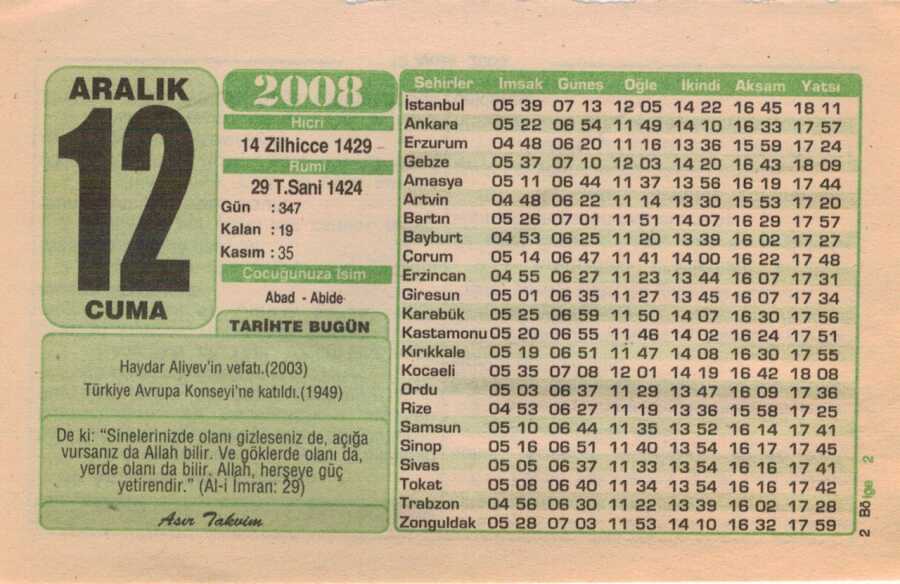 ARALIK
12
CUMA
2008
Hicri
14 Zilhicce 1429
Rumi
29 T.Sani 1424
Gün : 347
Kalan : 19
Kasım : 35
Çocuğunuza İsim
Abad - Abide
TARİHTE BUGÜN
Haydar Aliyev'in vefatı.(2003)
Türkiye Avrupa Konseyi'ne katıldı.(1949)
De ki: "Sinelerinizde olanı gizleseniz de, açığa
vursanız da Allah bilir. Ve göklerde olanı da,
yerde olanı da bilir. Allah, herşeye güç
yetirendir." (Al-i İmran: 29)
Asır Takvim
Şehirler İmsak Güneş Öğle İkindi Akşam Yatsı
İstanbul 05 39 07 13 12 05 14 22 16 45 18 11
Ankara 05 22 06 54 11 49 14 10 16 33 17 57
Erzurum 04 48 06 20 11 16 13 36 15 59 17 24
Gebze 05 37 07 10 12 03 14 20 16 43 18 09
Amasya 05 11 06 44 11 37 13 56 16 19 17 44
Artvin 04 48 06 22 11 14 13 30 15 53 17 20
Bartın 05 26 07 01 11 51 14 07 16 29 17 57
Bayburt 04 53 06 25 11 20 13 39 16 02 17 27
Çorum 05 14 06 47 11 41 14 00 16 22 17 48
Erzincan 04 55 06 27 11 23 13 44 16 07 17 31
Giresun 05 01 06 35 11 27 13 45 16 07 17 34
Karabük 05 25 06 59 11 50 14 07 16 30 17 56
Kastamonu 05 20 06 55 11 46 14 02 16 24 17 51
Kırıkkale 05 19 06 51 11 47 14 08 16 30 17 55
Kocaeli 05 35 07 08 12 01 14 19 16 42 18 08
Ordu 05 03 06 37 11 29 13 47 16 09 17 36
Rize 04 53 06 27 11 19 13 36 15 58 17 25
Samsun 05 10 06 44 11 35 13 52 16 14 17 41
Sinop 05 16 06 51 11 40 13 54 16 17 17 45
Sivas 05 05 06 37 11 33 13 54 16 16 17 41
Tokat 05 08 06 40 11 34 13 54 16 16 17 42
Trabzon 04 56 06 30 11 22 13 39 16 02 17 28
Zonguldak 05 28 07 03 11 53 14 10 16 32 17 59
2 Bölge 2